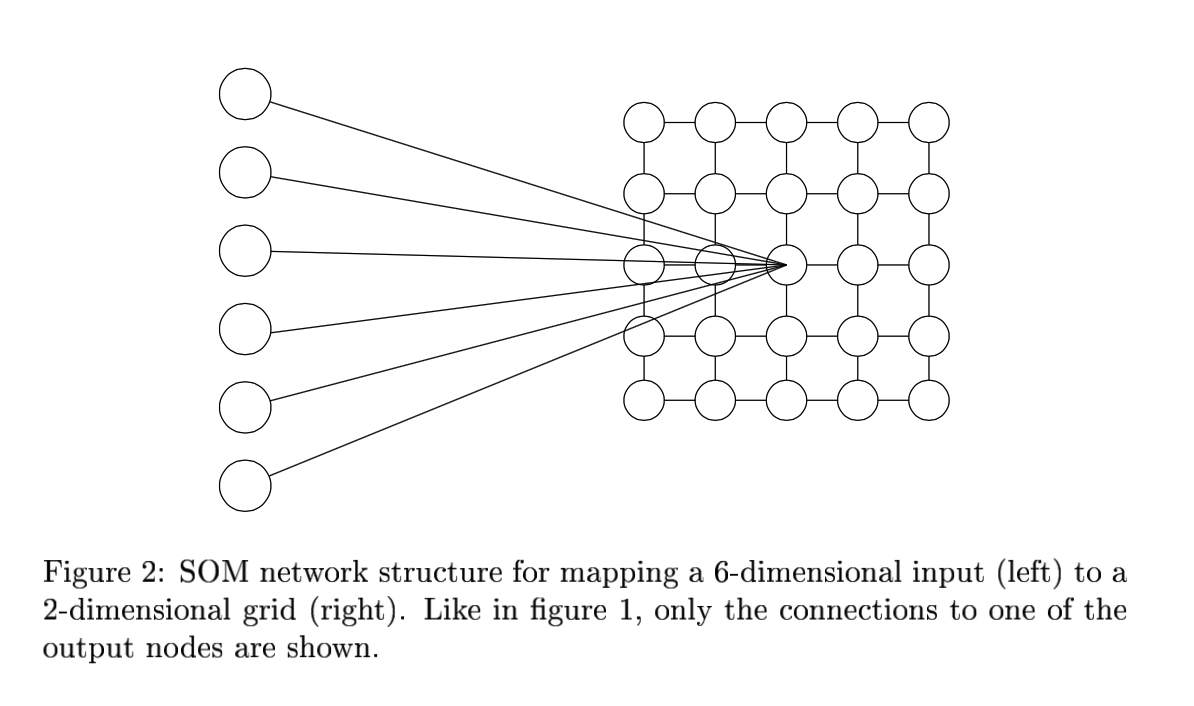 Figure 2: SOM network structure for mapping a 6-dimensional input (left) to a
2-dimensional grid (right). Like in figure 1, only the connections to one of the
output nodes are shown.